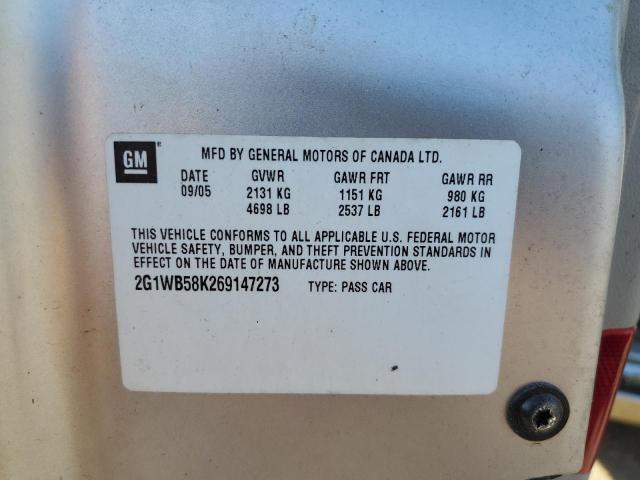 GM ®
MFD BY GENERAL MOTORS OF CANADA LTD.
DATE GVWR GAWR FRT GAWR RR
09/05 2131 KG 1151 KG 980 KG
4698 LB 2537 LB 2161 LB
THIS VEHICLE CONFORMS TO ALL APPLICABLE U.S. FEDERAL MOTOR
VEHICLE SAFETY, BUMPER, AND THEFT PREVENTION STANDARDS IN
EFFECT ON THE DATE OF MANUFACTURE SHOWN ABOVE.
2G1WB58K269147273 TYPE: PASS CAR